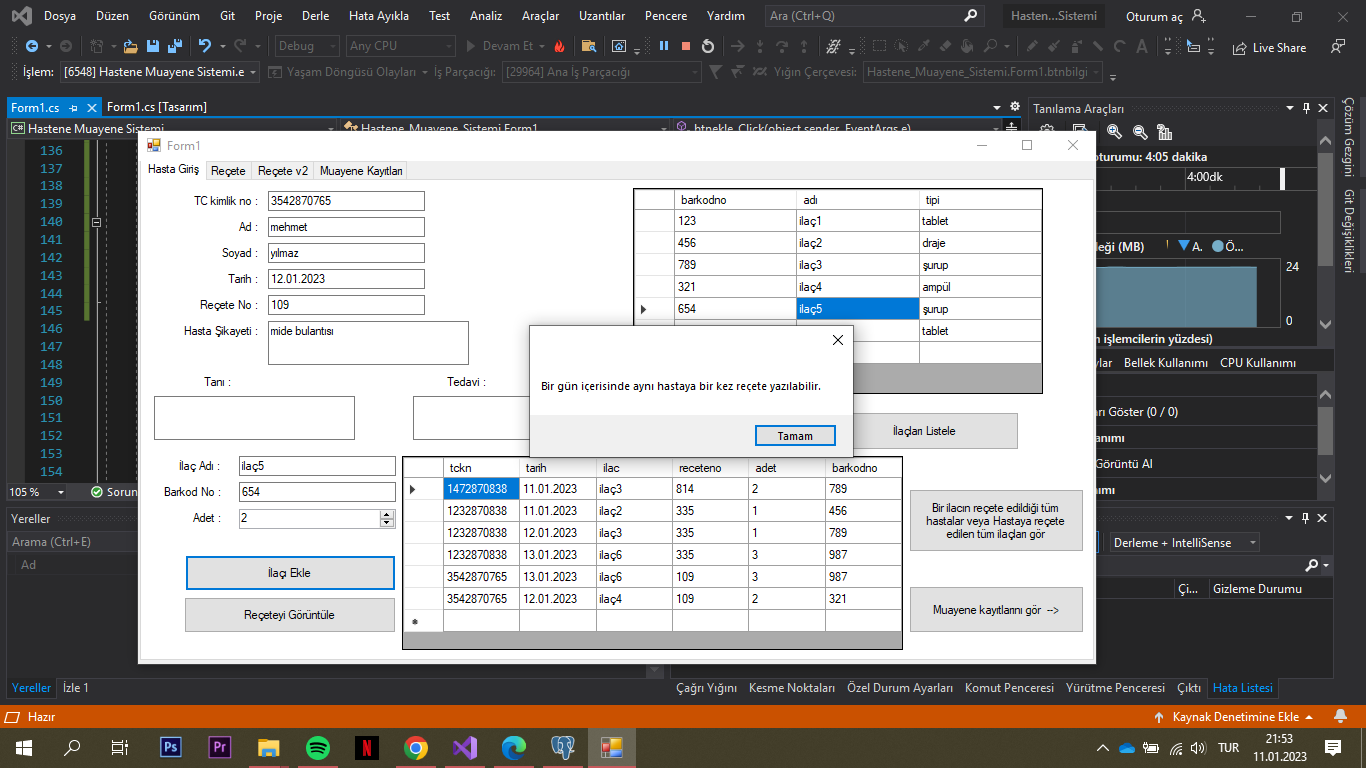 Dosya Düzen Görünüm Git Proje Derle Hata Ayıkla Test Analiz Araçlar Uzantılar Pencere Yardım Ara (Ctrl+Q) Hasten...Sistemi Oturum aç
Debug Any CPU Devam Et Live Share
İşlem: [6548] Hastene Muayene Sistemi.e Yaşam Döngüsü Olayları İş Parçacığı: [29964] Ana İş Parçacığı Yığın Çerçevesi: Hastene_Muayene_Sistemi.Form1.btnbilgi
Form1.cs Form1.cs [Tasarım] Tanılama Araçları
Hastene Muayene Sistemi Hastene_Muayene_Sistemi.Form1 btnekle_Click(object sender, EventArgs e)
Çözüm Gezgini
Git Değişiklikleri
136
137
138
139
140
141
142
143
144
145
146
147
148
149
150
151
152
153
154
105 % Sorun
oturumu: 4:05 dakika
4:00dk
leği (MB) A. Ö...
24
0
n işlemcilerin yüzdesi)
lar Bellek Kullanımı CPU Kullanımı
rı Göster (0 / 0)
anımı
Görüntü Al
ımı
Form1
Hasta Giriş Reçete Reçete v2 Muayene Kayıtları
TC kimlik no : 3542870765
Ad : mehmet
Soyad : yılmaz
Tarih : 12.01.2023
Reçete No : 109
Hasta Şikayeti : mide bulantısı
Tanı : Tedavi :
barkodno adı tipi
123 ilaç1 tablet
456 ilaç2 draje
789 ilaç3 şurup
321 ilaç4 ampül
654 ilaç5 şurup
tablet
Bir gün içerisinde aynı hastaya bir kez reçete yazılabilir.
Tamam
İlaçları Listele
İlaç Adı : ilaç5
Barkod No : 654
Adet : 2
İlaçı Ekle
Reçeteyi Görüntüle
tckn tarih ilac receteno adet barkodno
1472870838 11.01.2023 ilaç3 814 2 789
1232870838 11.01.2023 ilaç2 335 1 456
1232870838 12.01.2023 ilaç3 335 1 789
1232870838 13.01.2023 ilaç6 335 3 987
3542870765 13.01.2023 ilaç6 109 3 987
3542870765 12.01.2023 ilaç4 109 2 321
Bir ilacın reçete edildiği tüm
hastalar veya Hastaya reçete
edilen tüm ilaçları gör
Muayene kayıtlarını gör -->
Yereller
Arama (Ctrl+E)
Ad
Derleme + IntelliSense
Çi... Gizleme Durumu
Yereller İzle 1
Çağrı Yığını Kesme Noktaları Özel Durum Ayarları Komut Penceresi Yürütme Penceresi Çıktı Hata Listesi
Hazır Kaynak Denetimine Ekle
Ps Pr N TUR 21:53
11.01.2023